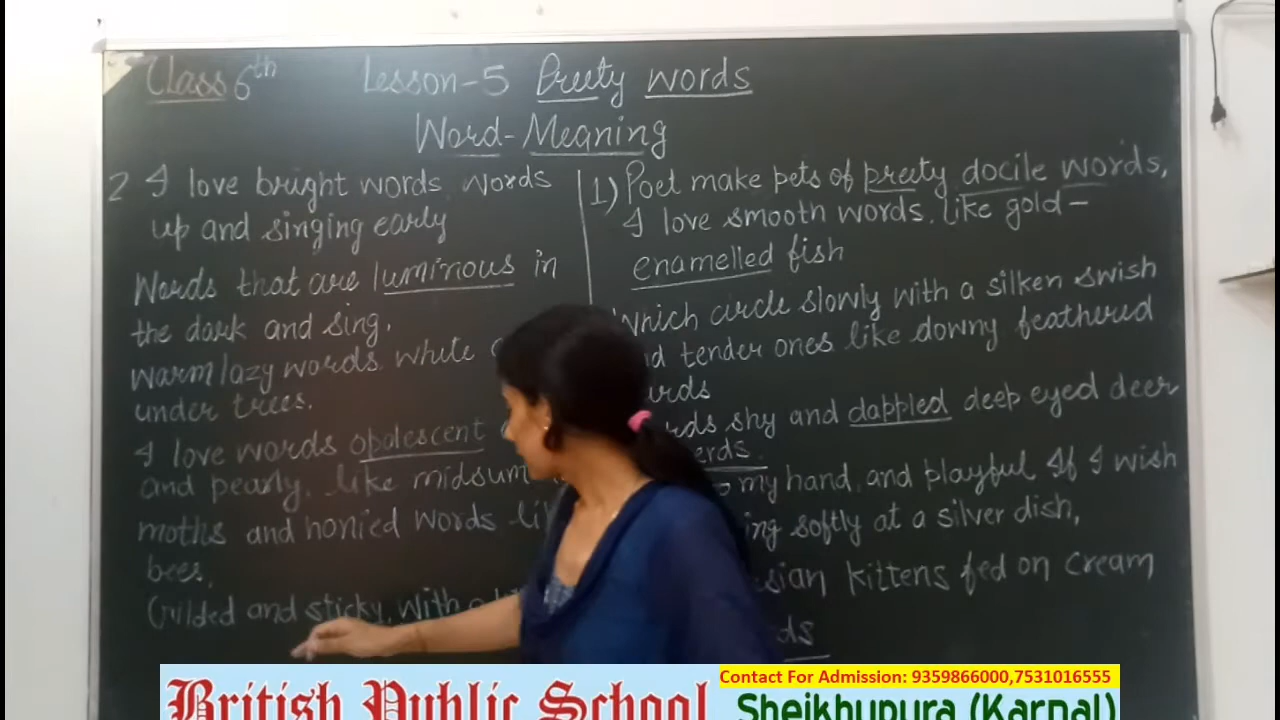 Class 6th Lesson-5 Preety words
Word-Meaning
2 I love bright words, words
up and singing early
Words that are luminous in
the dark and sing.
warm lazy words white
under trees.
I love words opalescent
and pearly, like midsum
moths and honied words
bees,
Gilded and sticky, with a
1) Poet make pets of preety docile words,
I love smooth words, like gold-
enamelled fish
Which circle slowly with a silken swish
tender ones like downy feathered
shy and dappled deep eyed deer
my hand, and playful If I wish
softly at a silver dish,
kittens fed on cream
British Public School
Contact For Admission: 9359866000,7531016555
Sheikhupura (Karnal)